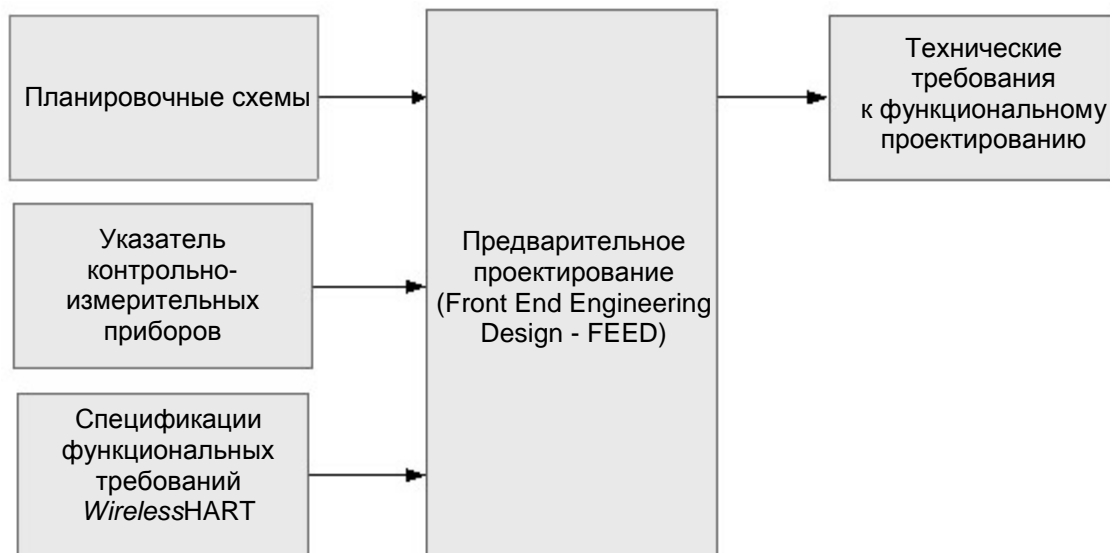 Планировочные схемы
Указатель
контрольно-
измерительных
приборов
Спецификации
функциональных
требований
WirelessHART
Предварительное
проектирование
(Front End Engineering
Design - FEED)
Технические
требования
к функциональному
проектированию